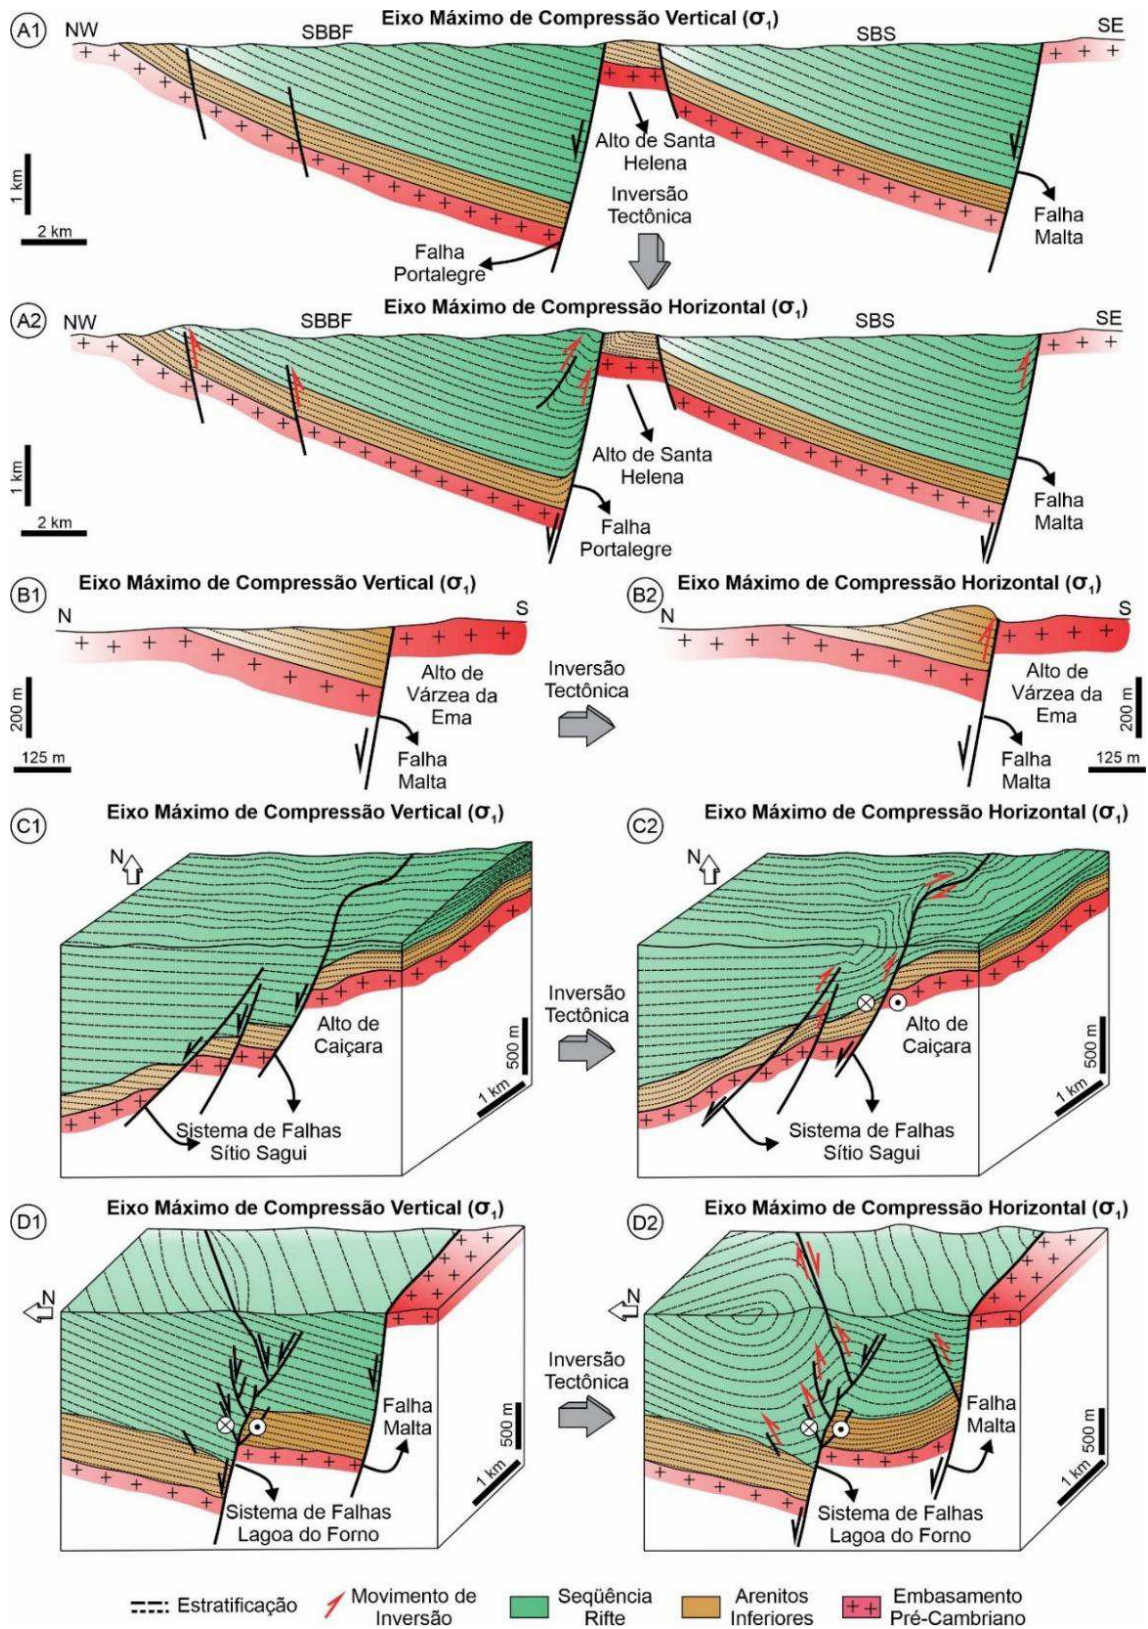 A1
Eixo Máximo de Compressão Vertical (σ1)
NW
SBBF
SBS
SE
Alto de Santa
Helena
Inversão
Tectônica
Falha
Portalegre
Falha
Malta
1 km
2 km
A2
Eixo Máximo de Compressão Horizontal (σ1)
NW
SBBF
SBS
SE
Alto de Santa
Helena
Falha
Portalegre
Falha
Malta
1 km
2 km
B1
Eixo Máximo de Compressão Vertical (σ1)
N
S
Alto de
Várzea da
Ema
Falha
Malta
200 m
125 m
Inversão
Tectônica
B2
Eixo Máximo de Compressão Horizontal (σ1)
N
S
Alto de
Várzea da
Ema
Falha
Malta
200 m
125 m
C1
Eixo Máximo de Compressão Vertical (σ1)
N
Alto de
Caiçara
Sistema de Falhas
Sítio Sagui
500 m
1 km
Inversão
Tectônica
C2
Eixo Máximo de Compressão Horizontal (σ1)
N
Alto de
Caiçara
Sistema de Falhas
Sítio Sagui
500 m
1 km
D1
Eixo Máximo de Compressão Vertical (σ1)
N
Falha
Malta
Sistema de Falhas
Lagoa do Forno
500 m
1 km
Inversão
Tectônica
D2
Eixo Máximo de Compressão Horizontal (σ1)
N
Falha
Malta
Sistema de Falhas
Lagoa do Forno
500 m
1 km
Estratificação
Movimento de
Inversão
Seqüência
Rifte
Arenitos
Inferiores
Embasamento
Pré-Cambriano